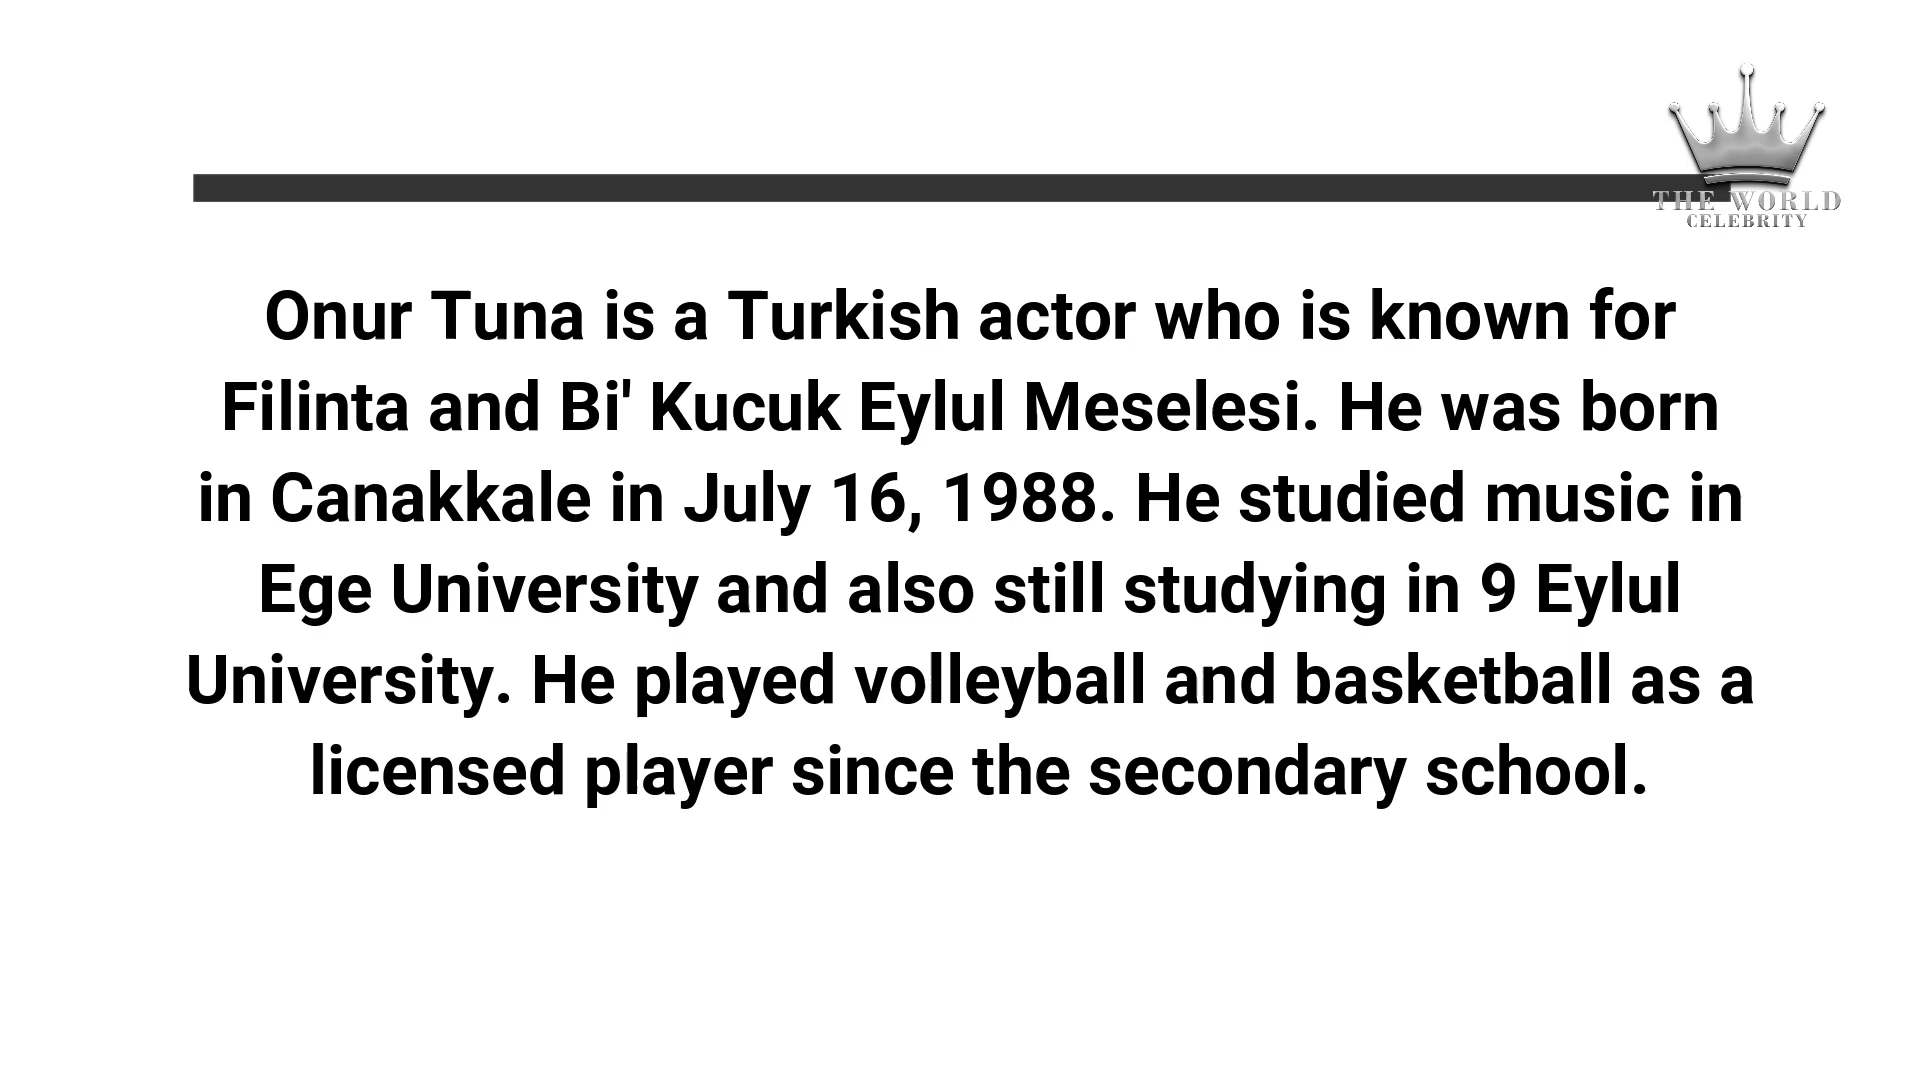 THE WORLD
CELEBRITY
Onur Tuna is a Turkish actor who is known for
Filinta and Bi' Kucuk Eylul Meselesi. He was born
in Canakkale in July 16, 1988. He studied music in
Ege University and also still studying in 9 Eylul
University. He played volleyball and basketball as a
licensed player since the secondary school.